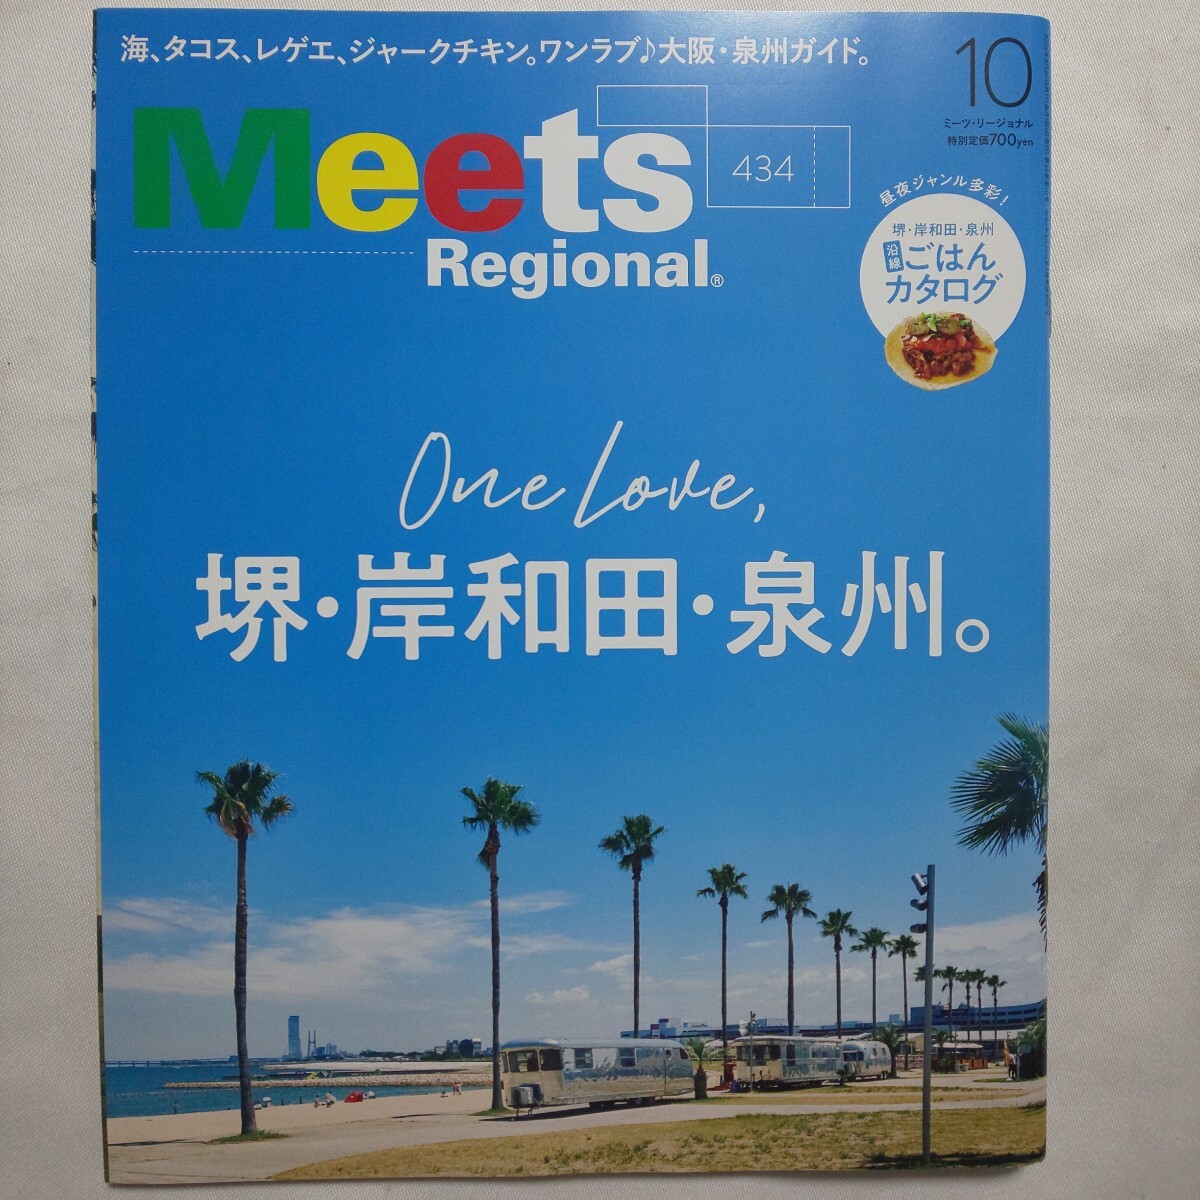 海、タコス、レゲエ、ジャークチキン。ワンラブ♪大阪・泉州ガイド。
10
ミーツ・リージョナル
特別定価700yen
Meets
Regional®
434
昼夜ジャンル多彩!
堺・岸和田・泉州
沿線ごはん
カタログ
One Love,
堺・岸和田・泉州。